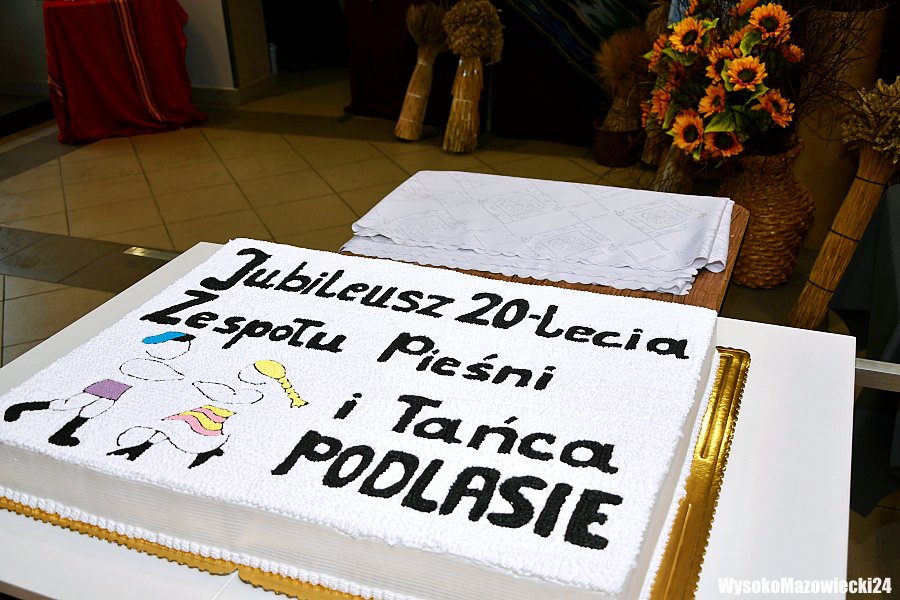 Jubileusz 20-lecia
Zespołu Pieśni
i Tańca
PODLASIE
WysokoMazowiecki24